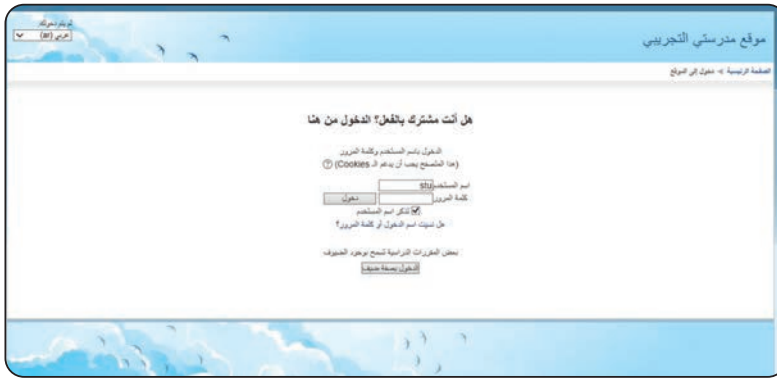 لم يتم دخولك.
عربي (ar)
موقع مدرستي التجريبي
الصفحة الرئيسية ► دخول إلى الموقع
هل أنت مشترك بالفعل؟ الدخول من هنا
الدخول باسم المستخدم وكلمة المرور
(هذا المتصفح يجب أن يدعم الـ Cookies)
اسم المستخدم stu
كلمة المرور دخول
تذكر اسم المستخدم
هل نسيت اسم الدخول أو كلمة المرور؟
بعض المقررات الدراسية تسمح بوجود الضيوف
الدخول بصفة ضيف